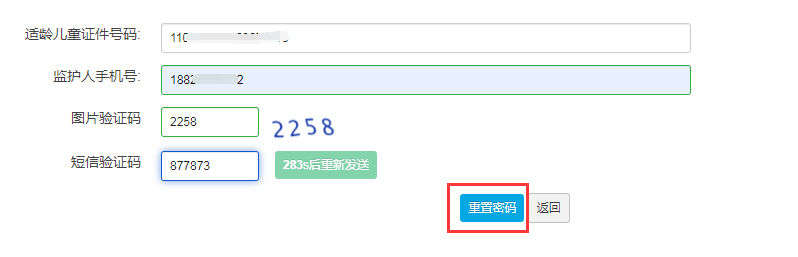 适龄儿童证件号码: 110
监护人手机号: 1882 2
图片验证码 2258 2258
短信验证码 877873 283s后重新发送
重置密码 返回